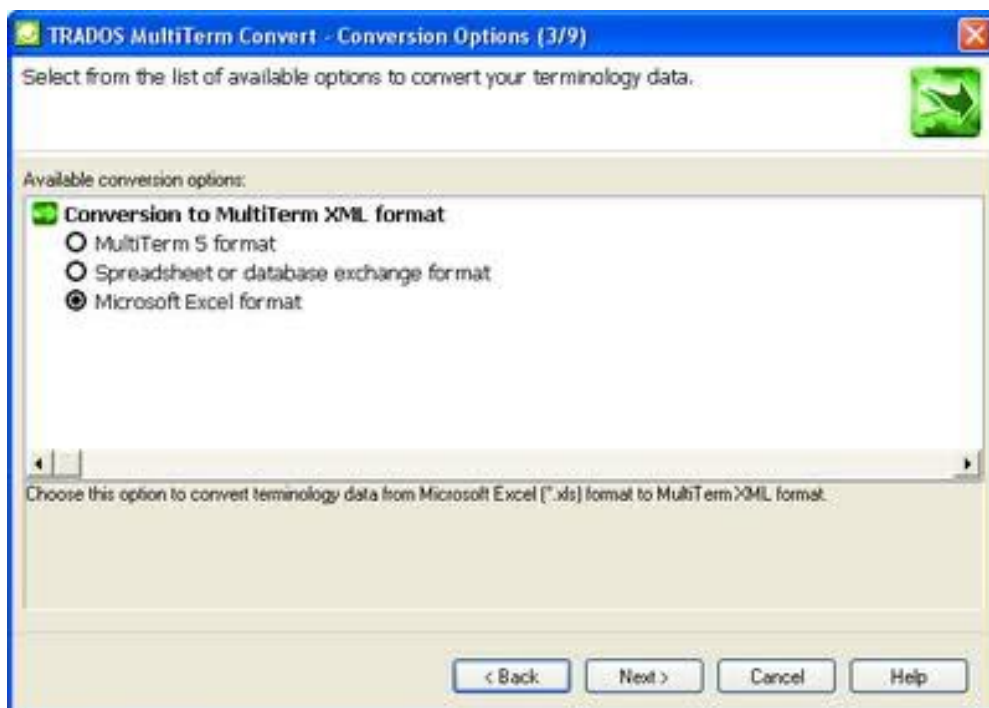 TRADOS MultiTerm Convert - Conversion Options (3/9)
Select from the list of available options to convert your terminology data.
Available conversion options:
Conversion to MultiTerm XML format
MultiTerm 5 format
Spreadsheet or database exchange format
Microsoft Excel format
Choose this option to convert terminology data from Microsoft Excel (*.xls) format to MultiTerm XML format.
< Back Next > Cancel Help